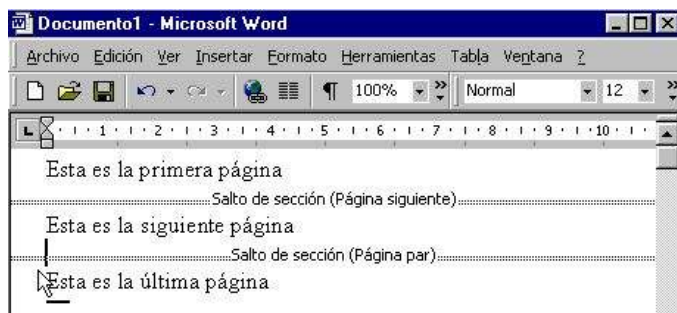 Documento1 - Microsoft Word
Archivo Edición Ver Insertar Formato Herramientas Tabla Ventana ?
100% Normal 12
1 2 3 4 5 6 7 8 9 10
Esta es la primera página
Salto de sección (Página siguiente)
Esta es la siguiente página
Salto de sección (Página par)
Esta es la última página